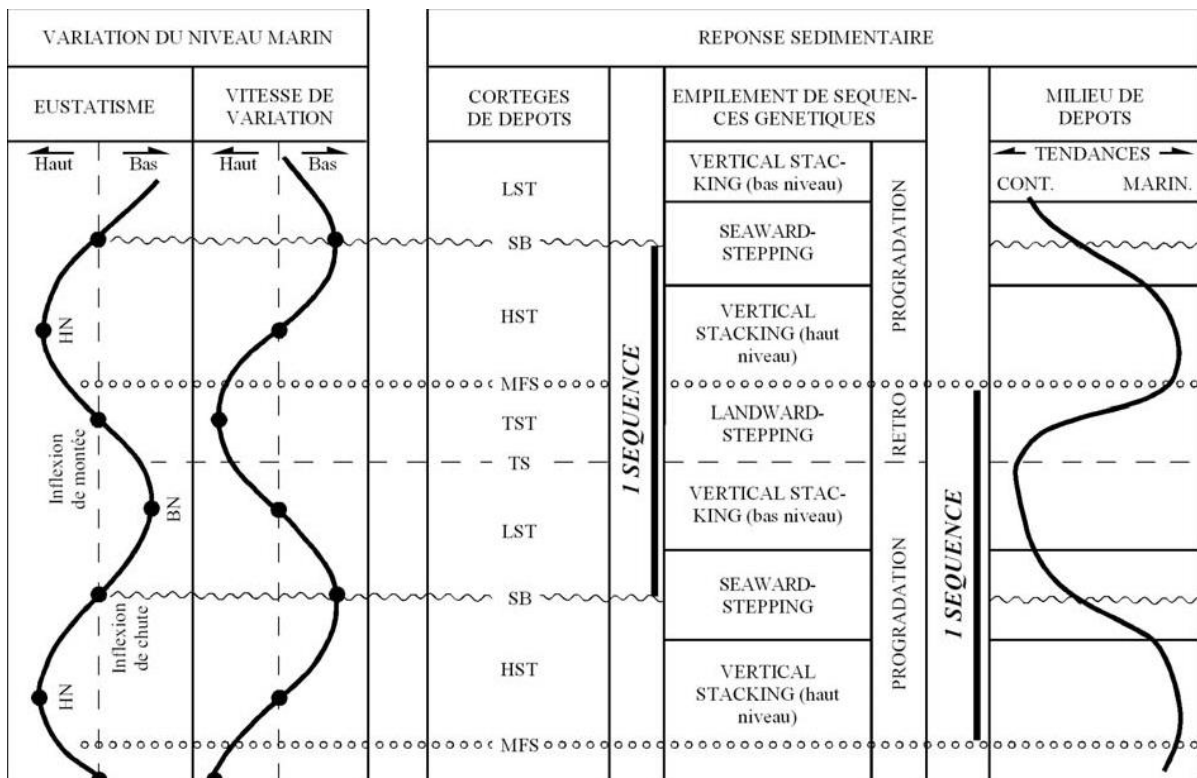 VARIATION DU NIVEAU MARIN
REPONSE SEDIMENTAIRE
EUSTATISME
VITESSE DE
VARIATION
CORTEGES
DE DEPOTS
EMPILEMENT DE SEQUEN-
CES GENETIQUES
MILIEU DE
DEPOTS
Haut
Bas
Haut
Bas
TENDANCES
CONT.
MARIN.
LST
SB
HST
MFS
TST
TS
LST
SB
HST
MFS
HN
Inflexion
de montée
BN
Inflexion
de chute
HN
1 SEQUENCE
VERTICAL STAC-
KING (bas niveau)
SEAWARD-
STEPPING
VERTICAL
STACKING (haut
niveau)
LANDWARD-
STEPPING
VERTICAL STAC-
KING (bas niveau)
SEAWARD-
STEPPING
VERTICAL
STACKING (haut
niveau)
PROGRADATION
RETRO
PROGRADATION
1 SEQUENCE